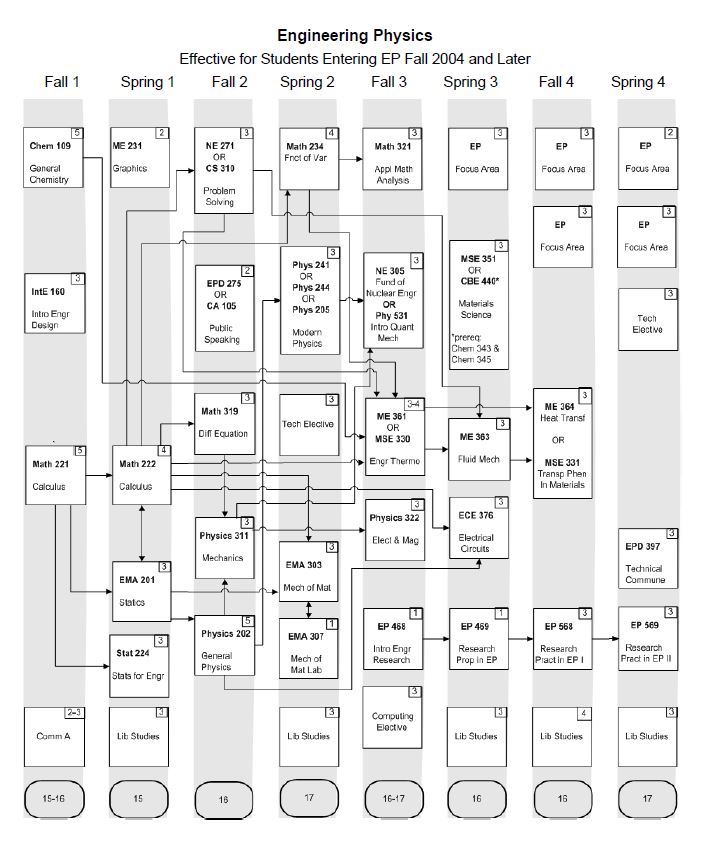 Engineering Physics
Effective for Students Entering EP Fall 2004 and Later
Fall 1
Spring 1
Fall 2
Spring 2
Fall 3
Spring 3
Fall 4
Spring 4
5
Chem 109
General
Chemistry
3
IntE 160
Intro Engr
Design
5
Math 221
Calculus
2-3
Comm A
15-16
2
ME 231
Graphics
4
Math 222
Calculus
3
EMA 201
Statics
3
Stat 224
Stats for Engr
3
Lib Studies
15
3
NE 271
OR
CS 310
Problem
Solving
2
EPD 275
OR
CA 105
Public
Speaking
3
Math 319
Diff Equation
3
Physics 311
Mechanics
5
Physics 202
General
Physics
16
4
Math 234
Fnct of Var
3
Phys 241
OR
Phys 244
OR
Phys 205
Modern
Physics
3
Tech Elective
3
EMA 303
Mech of Mat
1
EMA 307
Mech of
Mat Lab
3
Lib Studies
17
3
Math 321
Appl Math
Analysis
3
NE 305
Fund of
Nuclear Engr
OR
Phy 531
Intro Quant
Mech
3-4
ME 361
OR
MSE 330
Engr Thermo
3
Physics 322
Elect & Mag
1
EP 468
Intro Engr
Research
3
Computing
Elective
16-17
3
EP
Focus Area
3
MSE 351
OR
CBE 440*
Materials
Science
*prereq:
Chem 343 &
Chem 345
3
ME 363
Fluid Mech
3
ECE 376
Electrical
Circuits
1
EP 469
Research
Prop in EP
3
Lib Studies
16
3
EP
Focus Area
3
EP
Focus Area
3
ME 364
Heat Transf
OR
MSE 331
Transp Phen
In Materials
3
EP 568
Research
Pract in EP I
4
Lib Studies
16
2
EP
Focus Area
3
EP
Focus Area
3
Tech
Elective
3
EPD 397
Technical
Commune
3
EP 569
Research
Pract in EP II
3
Lib Studies
17